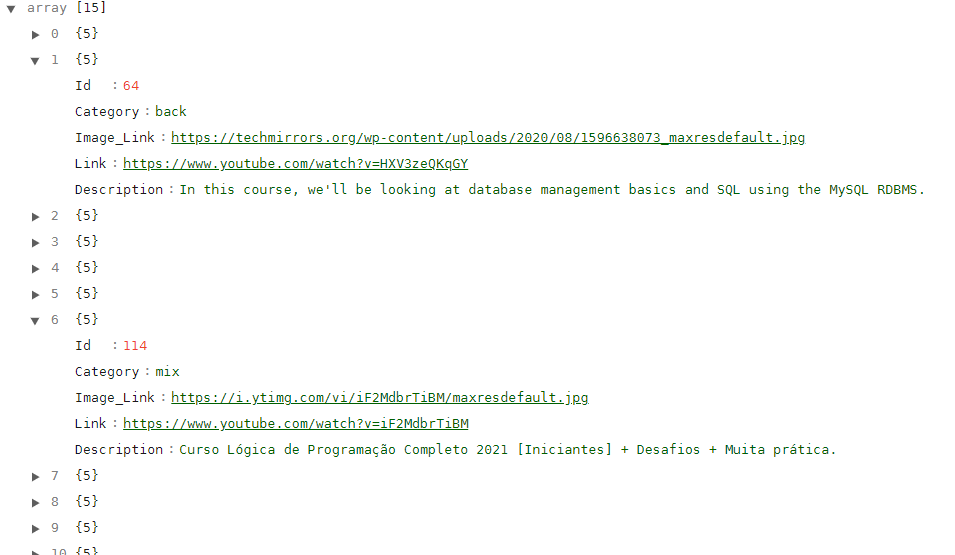 array [15]
0 {5}
1 {5}
Id : 64
Category : back
Image_Link : https://techmirrors.org/wp-content/uploads/2020/08/1596638073_maxresdefault.jpg
Link : https://www.youtube.com/watch?v=HXV3zeQKqGY
Description : In this course, we'll be looking at database management basics and SQL using the MySQL RDBMS.
2 {5}
3 {5}
4 {5}
5 {5}
6 {5}
Id : 114
Category : mix
Image_Link : https://i.ytimg.com/vi/iF2MdbrTiBM/maxresdefault.jpg
Link : https://www.youtube.com/watch?v=iF2MdbrTiBM
Description : Curso Lógica de Programação Completo 2021 [Iniciantes] + Desafios + Muita prática.
7 {5}
8 {5}
9 {5}
10 {5}